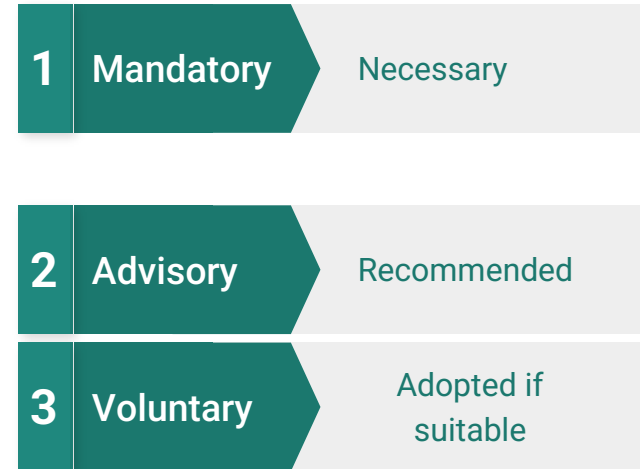 1 Mandatory Necessary
2 Advisory Recommended
3 Voluntary Adopted if
suitable